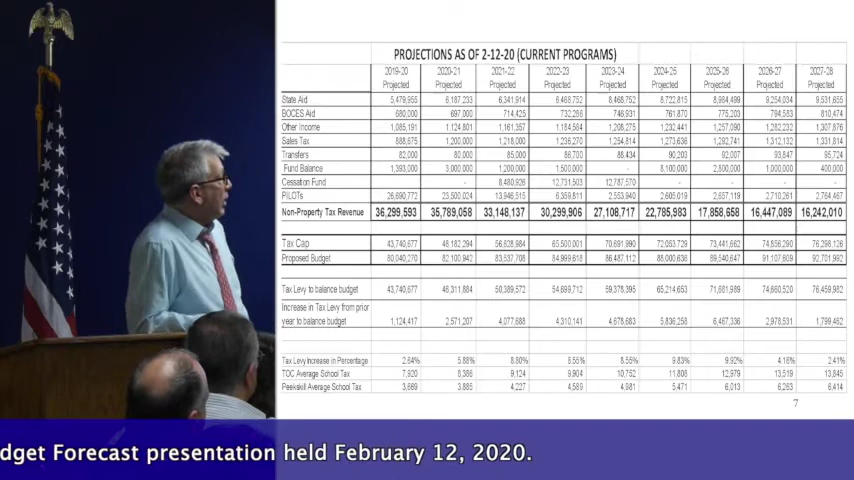 PROJECTIONS AS OF 2-12-20 (CURRENT PROGRAMS)
2019-20 2020-21 2021-22 2022-23 2023-24 2024-25 2025-26 2026-27 2027-28
Projected Projected Projected Projected Projected Projected Projected Projected Projected
State Aid 5,479,955 6,187,233 6,341,914 6,468,752 8,468,752 8,722,815 8,984,499 9,254,034 9,531,655
BOCES Aid 680,000 697,000 714,425 732,286 746,931 761,870 775,203 794,583 810,474
Other Income 1,085,191 1,124,801 1,161,357 1,184,584 1,208,275 1,232,441 1,257,090 1,282,232 1,307,876
Sales Tax 888,675 1,200,000 1,218,000 1,236,270 1,254,814 1,273,636 1,292,741 1,312,132 1,331,814
Transfers 82,000 80,000 85,000 86,700 88,434 90,203 92,007 93,847 95,724
Fund Balance 1,393,000 3,000,000 1,200,000 1,500,000 - 8,100,000 2,800,000 1,000,000 400,000
Cessation Fund 8,480,926 12,731,503 12,787,570 - - - -
PILOTs 26,690,772 23,500,024 13,946,515 6,359,811 2,553,940 2,605,019 2,657,119 2,710,261 2,764,467
Non-Property Tax Revenue 36,299,593 35,789,058 33,148,137 30,299,906 27,108,717 22,785,983 17,858,658 16,447,089 16,242,010
Tax Cap 43,740,677 48,182,294 56,628,984 65,500,001 70,691,990 72,053,729 73,441,662 74,856,290 76,298,126
Proposed Budget 80,040,270 82,100,942 83,537,708 84,999,618 86,487,112 88,000,636 89,540,647 91,107,609 92,701,992
Tax Levy to balance budget 43,740,677 46,311,884 50,389,572 54,699,712 59,378,395 65,214,653 71,681,989 74,660,520 76,459,982
Increase in Tax Levy from prior
year to balance budget 1,124,417 2,571,207 4,077,688 4,310,141 4,678,683 5,836,258 6,467,336 2,978,531 1,799,462
Tax Levy Increase in Percentage 2.64% 5.88% 8.80% 8.55% 8.55% 9.83% 9.92% 4.16% 2.41%
TOC Average School Tax 7,920 8,386 9,124 9,904 10,752 11,808 12,979 13,519 13,845
Peekskill Average School Tax 3,669 3,885 4,227 4,589 4,981 5,471 6,013 6,263 6,414
7
dget Forecast presentation held February 12, 2020.